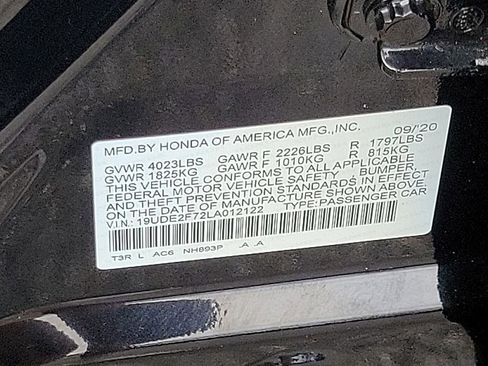 MFD.BY HONDA OF AMERICA MFG.,INC. 09/'20
GVWR 4023LBS GAWR F 2226LBS R 1797LBS
GVWR 1825KG GAWR F 1010KG R 815KG
THIS VEHICLE CONFORMS TO ALL APPLICABLE
FEDERAL MOTOR VEHICLE SAFETY , BUMPER,
AND THEFT PREVENTION STANDARDS IN EFFECT
ON THE DATE OF MANUFACTURE SHOWN ABOVE
V.I.N.: 19UDE2F72LA012122 TYPE:PASSENGER CAR
T3R L AC6 NH893P .A .A